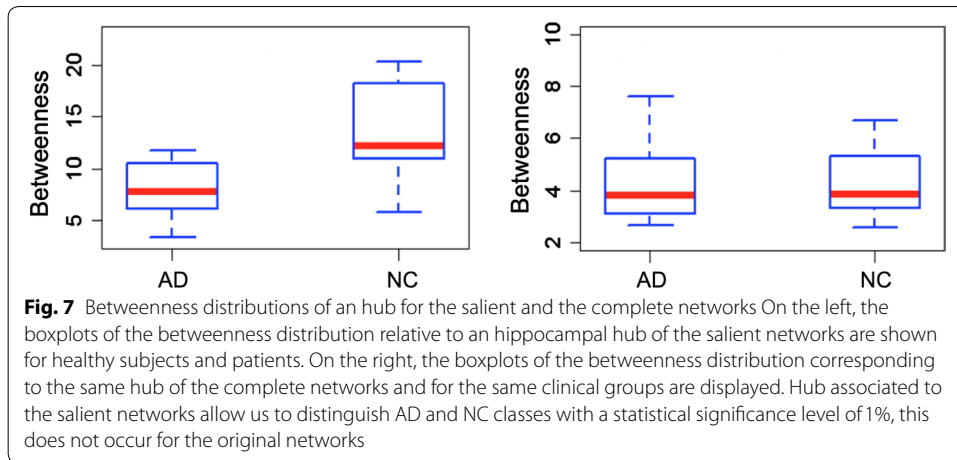 Betweenness
20
15
10
5
AD
NC
Betweenness
10
8
6
4
2
AD
NC
Fig. 7 Betweenness distributions of an hub for the salient and the complete networks On the left, the
boxplots of the betweenness distribution relative to an hippocampal hub of the salient networks are shown
for healthy subjects and patients. On the right, the boxplots of the betweenness distribution corresponding
to the same hub of the complete networks and for the same clinical groups are displayed. Hub associated to
the salient networks allow us to distinguish AD and NC classes with a statistical significance level of 1%, this
does not occur for the original networks